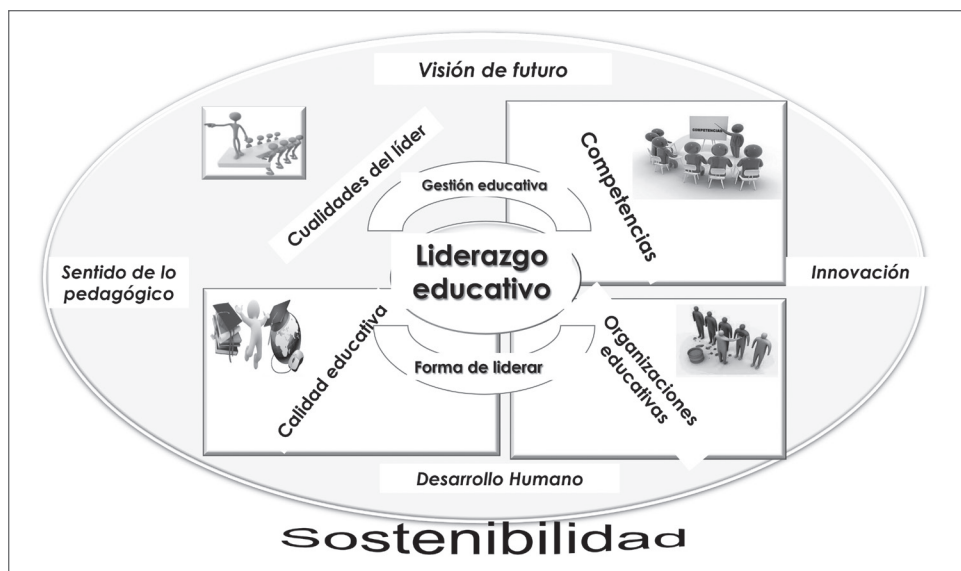 Visión de futuro
Cualidades del líder
Competencias
COMPETENCIAS
Gestión educativa
Liderazgo
educativo
Sentido de lo
pedagógico
Innovación
Calidad educativa
Forma de liderar
Organizaciones
educativas
Desarrollo Humano
Sostenibilidad